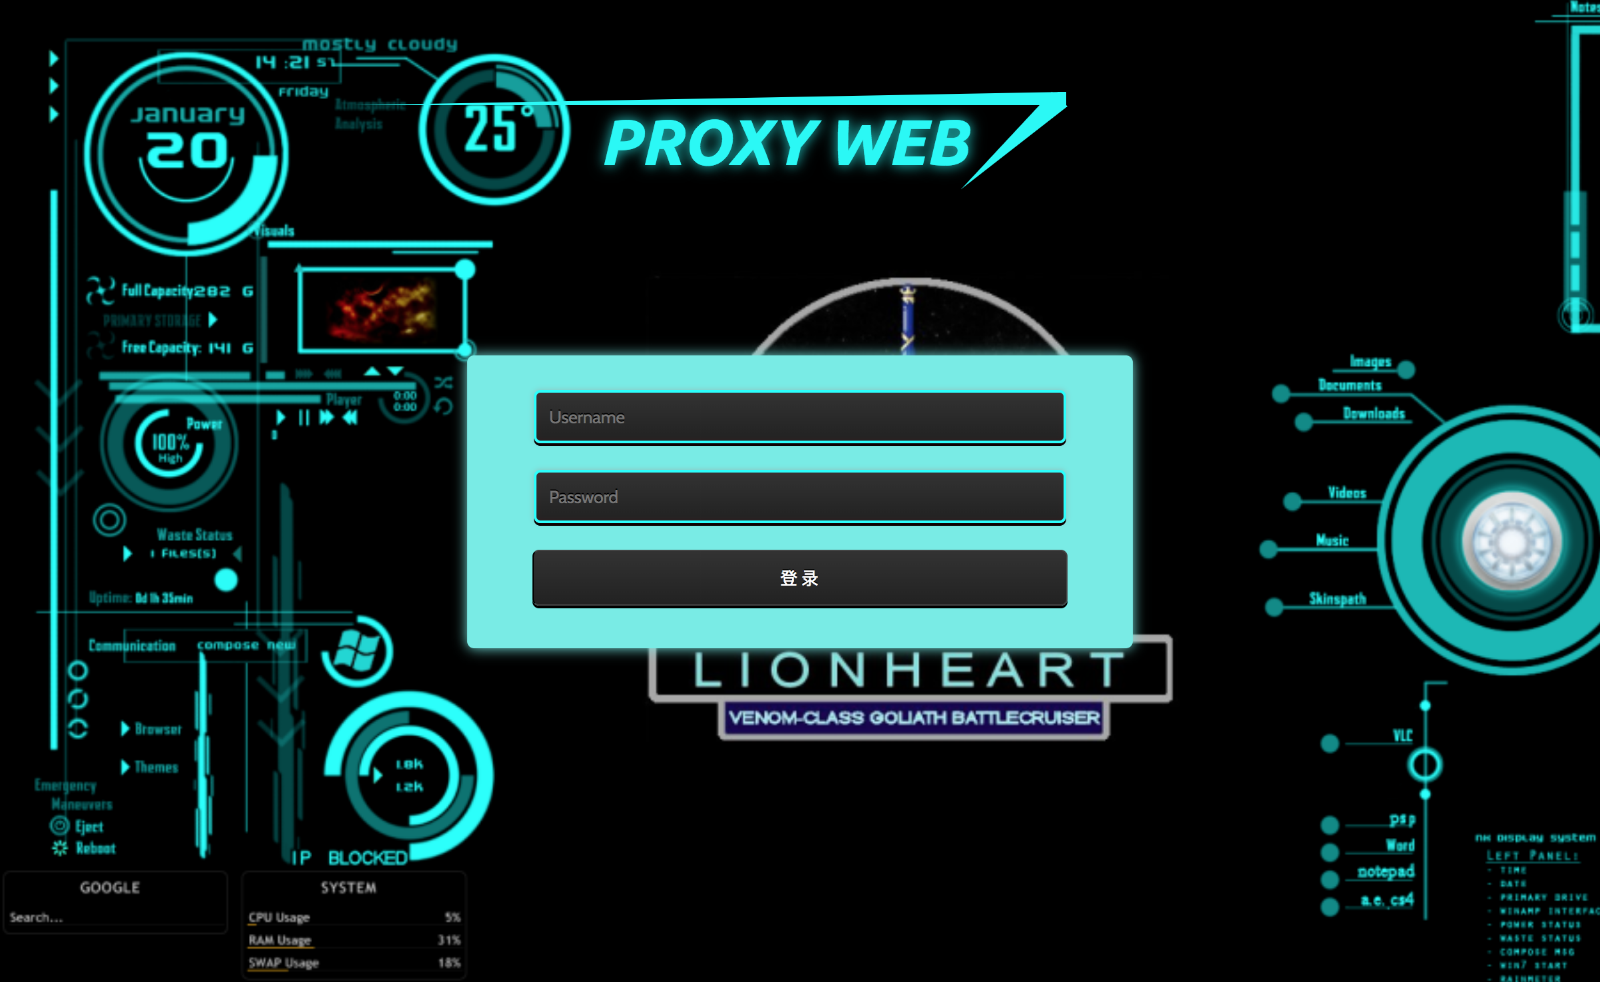 Notes
mostly cloudy
14 :21 57
Friday
January
20
Atmospheric
Analysis
25°
PROXY WEB
Visuals
Full Capacity282 G
PRIMARY STORAGE
Free Capacity: 141 G
Player
0:00
0:00
Power
100%
High
Images
Documents
Downloads
Username
Videos
Password
Music
Waste Status
1 Files(s)
登录
Uptime: 0d 1h 35min
Skinspath
Communication
compose new
LIONHEART
VENOM-CLASS GOLIATH BATTLECRUISER
Browser
VLC
Themes
1.8k
1.2k
Emergency
Maneuvers
Eject
Reboot
IP BLOCKED
psp
Word
notepad
a.e. cs4
GOOGLE
Search...
SYSTEM
CPU Usage 5%
RAM Usage 31%
SWAP Usage 18%
NX Display system
Left Panel:
- TIME
- DATE
- PRIMARY DRIVE
- WINAMP INTERFAC
- POWER STATUS
- WASTE STATUS
- COMPOSE MSG
- WIN7 START
- RAINMETER